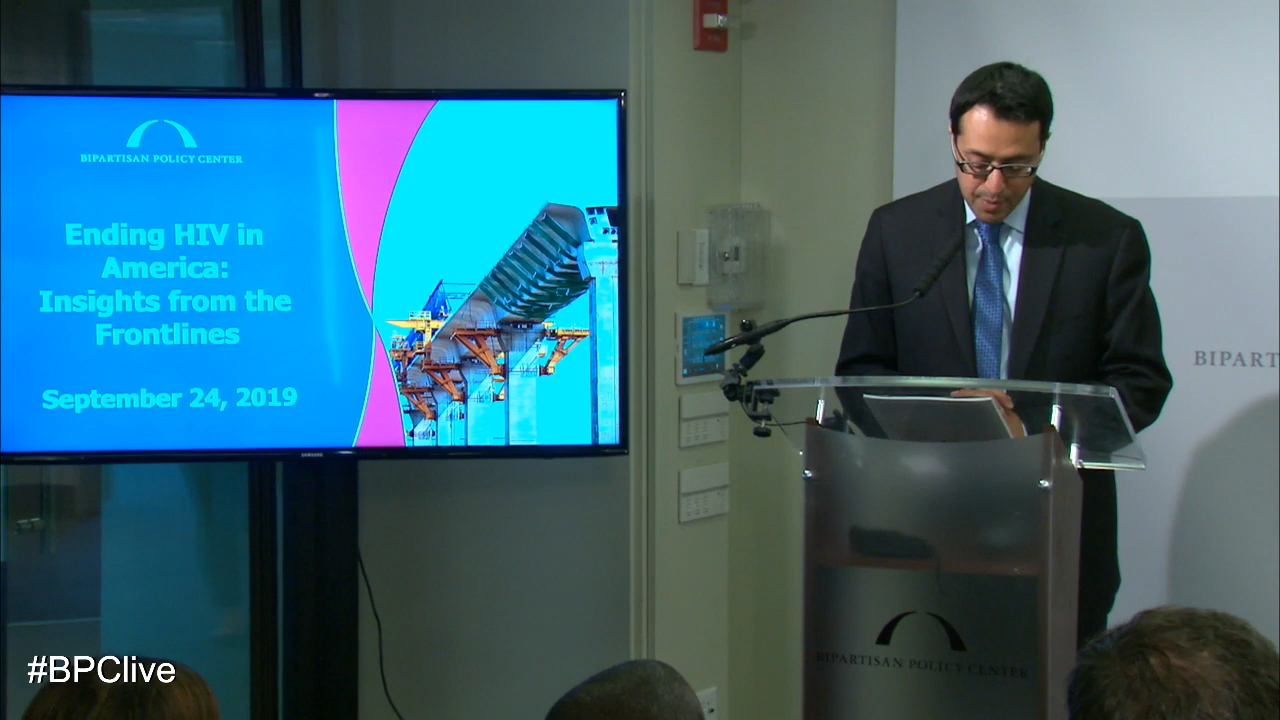 BIPARTISAN POLICY CENTER
Ending HIV in
America:
Insights from the
Frontlines
September 24, 2019
SAMSUNG
BIPART
BIPARTISAN POLICY CENTER
#BPClive